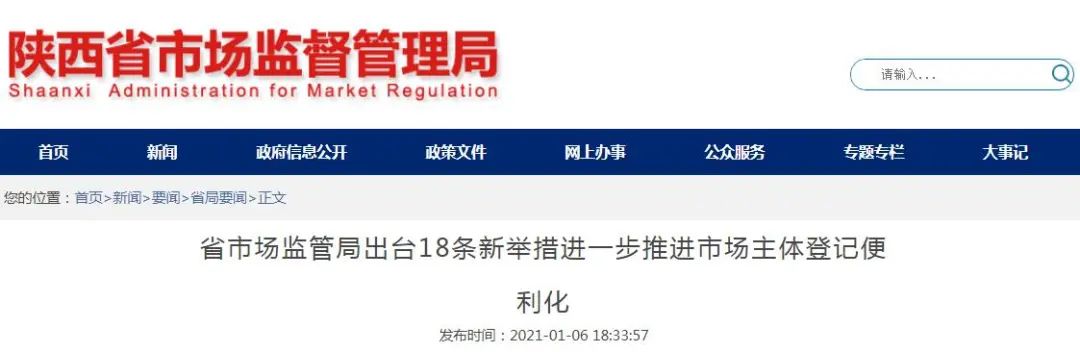 陕西省市场监督管理局
Shaanxi Administration for Market Regulation
请输入...
首页 新闻 政府信息公开 政策文件 网上办事 公众服务 专题专栏 大事记
您的位置：首页>新闻>要闻>省局要闻>正文
省市场监管局出台18条新举措进一步推进市场主体登记便
利化
发布时间：2021-01-06 18:33:57